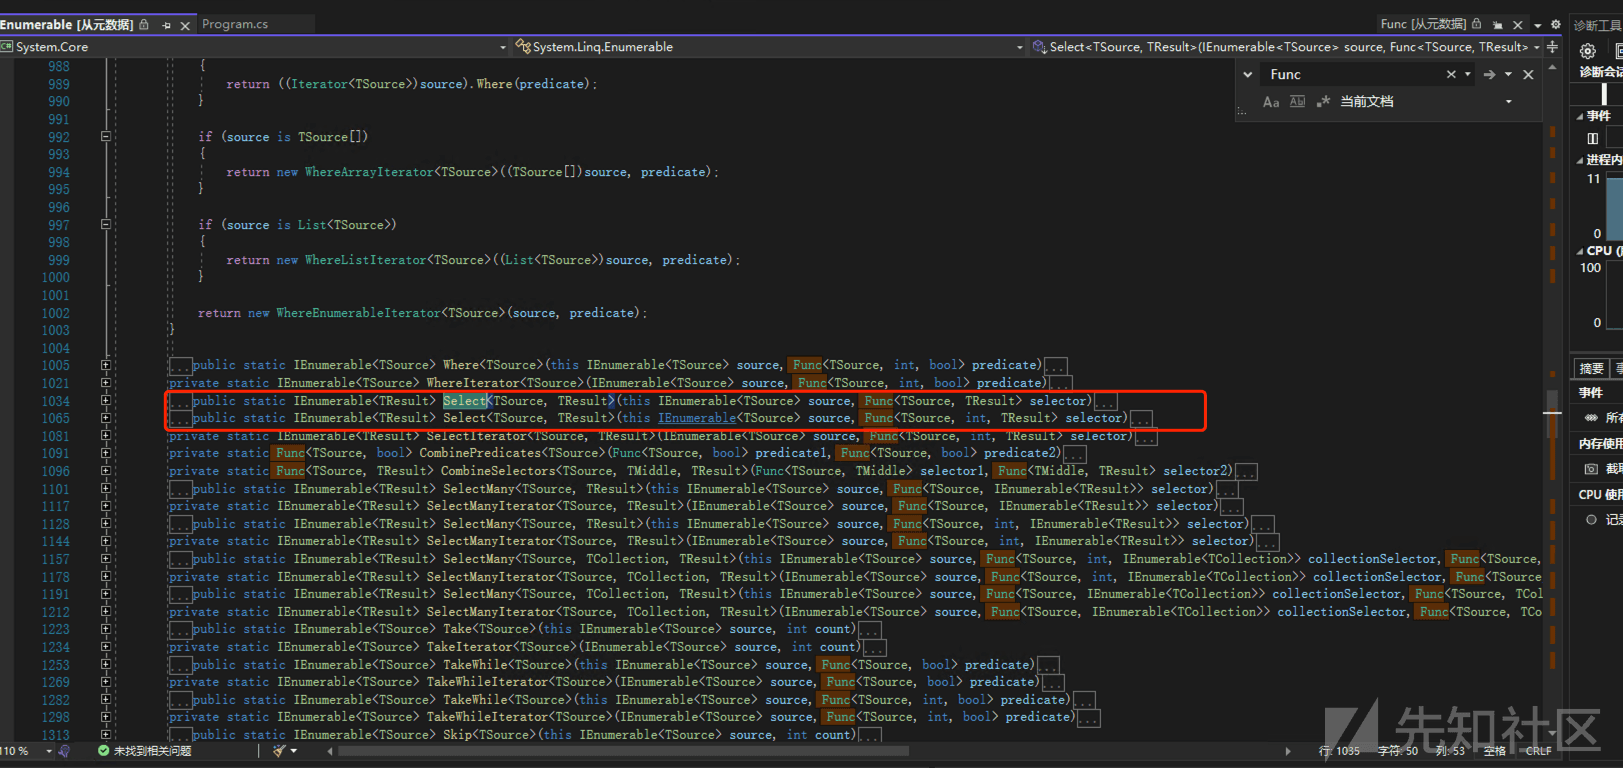 Enumerable [从元数据]
Program.cs
Func [从元数据]
诊断工具
System.Core
System.Linq.Enumerable
Select<TSource, TResult>(IEnumerable<TSource> source, Func<TSource, TResult>
Func
Aa
当前文档
诊断会话
事件
进程内
11
0
CPU (
100
0
摘要
事件
内存使用
CPU 使用
988 {
989 return ((Iterator<TSource>)source).Where(predicate);
990 }
991
992 if (source is TSource[])
993 {
994 return new WhereArrayIterator<TSource>((TSource[])source, predicate);
995 }
996
997 if (source is List<TSource>)
998 {
999 return new WhereListIterator<TSource>((List<TSource>)source, predicate);
1000 }
1001
1002 return new WhereEnumerableIterator<TSource>(source, predicate);
1003 }
1004
1005 ...public static IEnumerable<TSource> Where<TSource>(this IEnumerable<TSource> source, Func<TSource, int, bool> predicate)...
1021 private static IEnumerable<TSource> WhereIterator<TSource>(IEnumerable<TSource> source, Func<TSource, int, bool> predicate)...
1034 ...public static IEnumerable<TResult> Select<TSource, TResult>(this IEnumerable<TSource> source, Func<TSource, TResult> selector)...
1065 ...public static IEnumerable<TResult> Select<TSource, TResult>(this IEnumerable<TSource> source, Func<TSource, int, TResult> selector)...
1081 private static IEnumerable<TResult> SelectIterator<TSource, TResult>(IEnumerable<TSource> source, Func<TSource, int, TResult> selector)...
1091 private static Func<TSource, bool> CombinePredicates<TSource>(Func<TSource, bool> predicate1, Func<TSource, bool> predicate2)...
1096 private static Func<TSource, TResult> CombineSelectors<TSource, TMiddle, TResult>(Func<TSource, TMiddle> selector1, Func<TMiddle, TResult> selector2)...
1101 ...public static IEnumerable<TResult> SelectMany<TSource, TResult>(this IEnumerable<TSource> source, Func<TSource, IEnumerable<TResult>> selector)...
1117 private static IEnumerable<TResult> SelectManyIterator<TSource, TResult>(IEnumerable<TSource> source, Func<TSource, IEnumerable<TResult>> selector)...
1128 ...public static IEnumerable<TResult> SelectMany<TSource, TResult>(this IEnumerable<TSource> source, Func<TSource, int, IEnumerable<TResult>> selector)...
1144 private static IEnumerable<TResult> SelectManyIterator<TSource, TResult>(IEnumerable<TSource> source, Func<TSource, int, IEnumerable<TResult>> selector)...
1157 ...public static IEnumerable<TResult> SelectMany<TSource, TCollection, TResult>(this IEnumerable<TSource> source, Func<TSource, int, IEnumerable<TCollection>> collectionSelector, Func<TSource,
1178 private static IEnumerable<TResult> SelectManyIterator<TSource, TCollection, TResult>(IEnumerable<TSource> source, Func<TSource, int, IEnumerable<TCollection>> collectionSelector, Func<TSource
1191 ...public static IEnumerable<TResult> SelectMany<TSource, TCollection, TResult>(this IEnumerable<TSource> source, Func<TSource, IEnumerable<TCollection>> collectionSelector, Func<TSource, TCol
1212 private static IEnumerable<TResult> SelectManyIterator<TSource, TCollection, TResult>(IEnumerable<TSource> source, Func<TSource, IEnumerable<TCollection>> collectionSelector, Func<TSource, TCo
1223 ...public static IEnumerable<TSource> Take<TSource>(this IEnumerable<TSource> source, int count)...
1234 private static IEnumerable<TSource> TakeIterator<TSource>(IEnumerable<TSource> source, int count)...
1253 ...public static IEnumerable<TSource> TakeWhile<TSource>(this IEnumerable<TSource> source, Func<TSource, bool> predicate)...
1269 private static IEnumerable<TSource> TakeWhileIterator<TSource>(IEnumerable<TSource> source, Func<TSource, bool> predicate)...
1282 ...public static IEnumerable<TSource> TakeWhile<TSource>(this IEnumerable<TSource> source, Func<TSource, int, bool> predicate)...
1298 private static IEnumerable<TSource> TakeWhileIterator<TSource>(IEnumerable<TSource> source, Func<TSource, int, bool> predicate)...
1313 ...public static IEnumerable<TSource> Skip<TSource>(this IEnumerable<TSource> source, int count)...
110 %
未找到相关问题
行: 1035
字符: 50
列: 53
空格
CRLF
先知社区